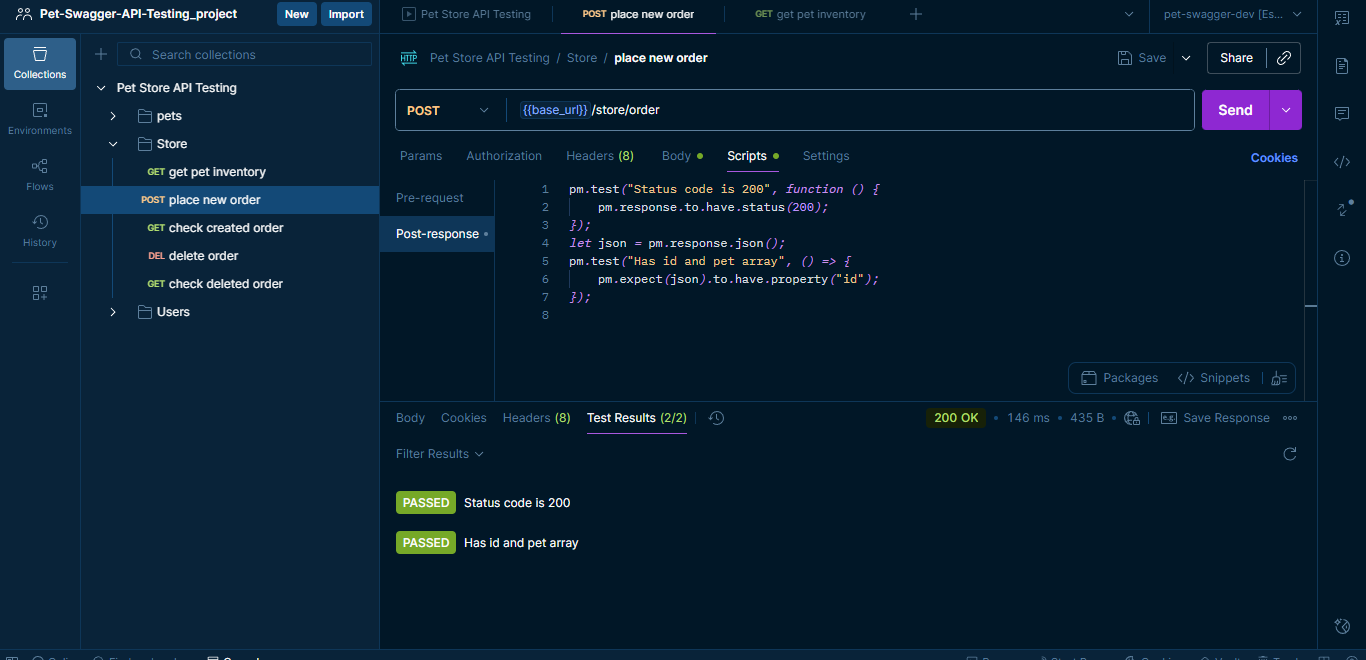 Pet-Swagger-API-Testing_project
New
Import
Pet Store API Testing
POST place new order
GET get pet inventory
pet-swagger-dev [Es...
Collections
Environments
Flows
History
Search collections
Pet Store API Testing
pets
Store
GET get pet inventory
POST place new order
GET check created order
DEL delete order
GET check deleted order
Users
HTTP
Pet Store API Testing / Store / place new order
Save
Share
POST
{{base_url}}/store/order
Send
Params
Authorization
Headers (8)
Body
Scripts
Settings
Cookies
Pre-request
Post-response
1 pm.test("Status code is 200", function () {
2 pm.response.to.have.status(200);
3 });
4 let json = pm.response.json();
5 pm.test("Has id and pet array", () => {
6 pm.expect(json).to.have.property("id");
7 });
8
Packages
</> Snippets
Body
Cookies
Headers (8)
Test Results (2/2)
200 OK
146 ms
435 B
e.g.
Save Response
Filter Results
PASSED Status code is 200
PASSED Has id and pet array